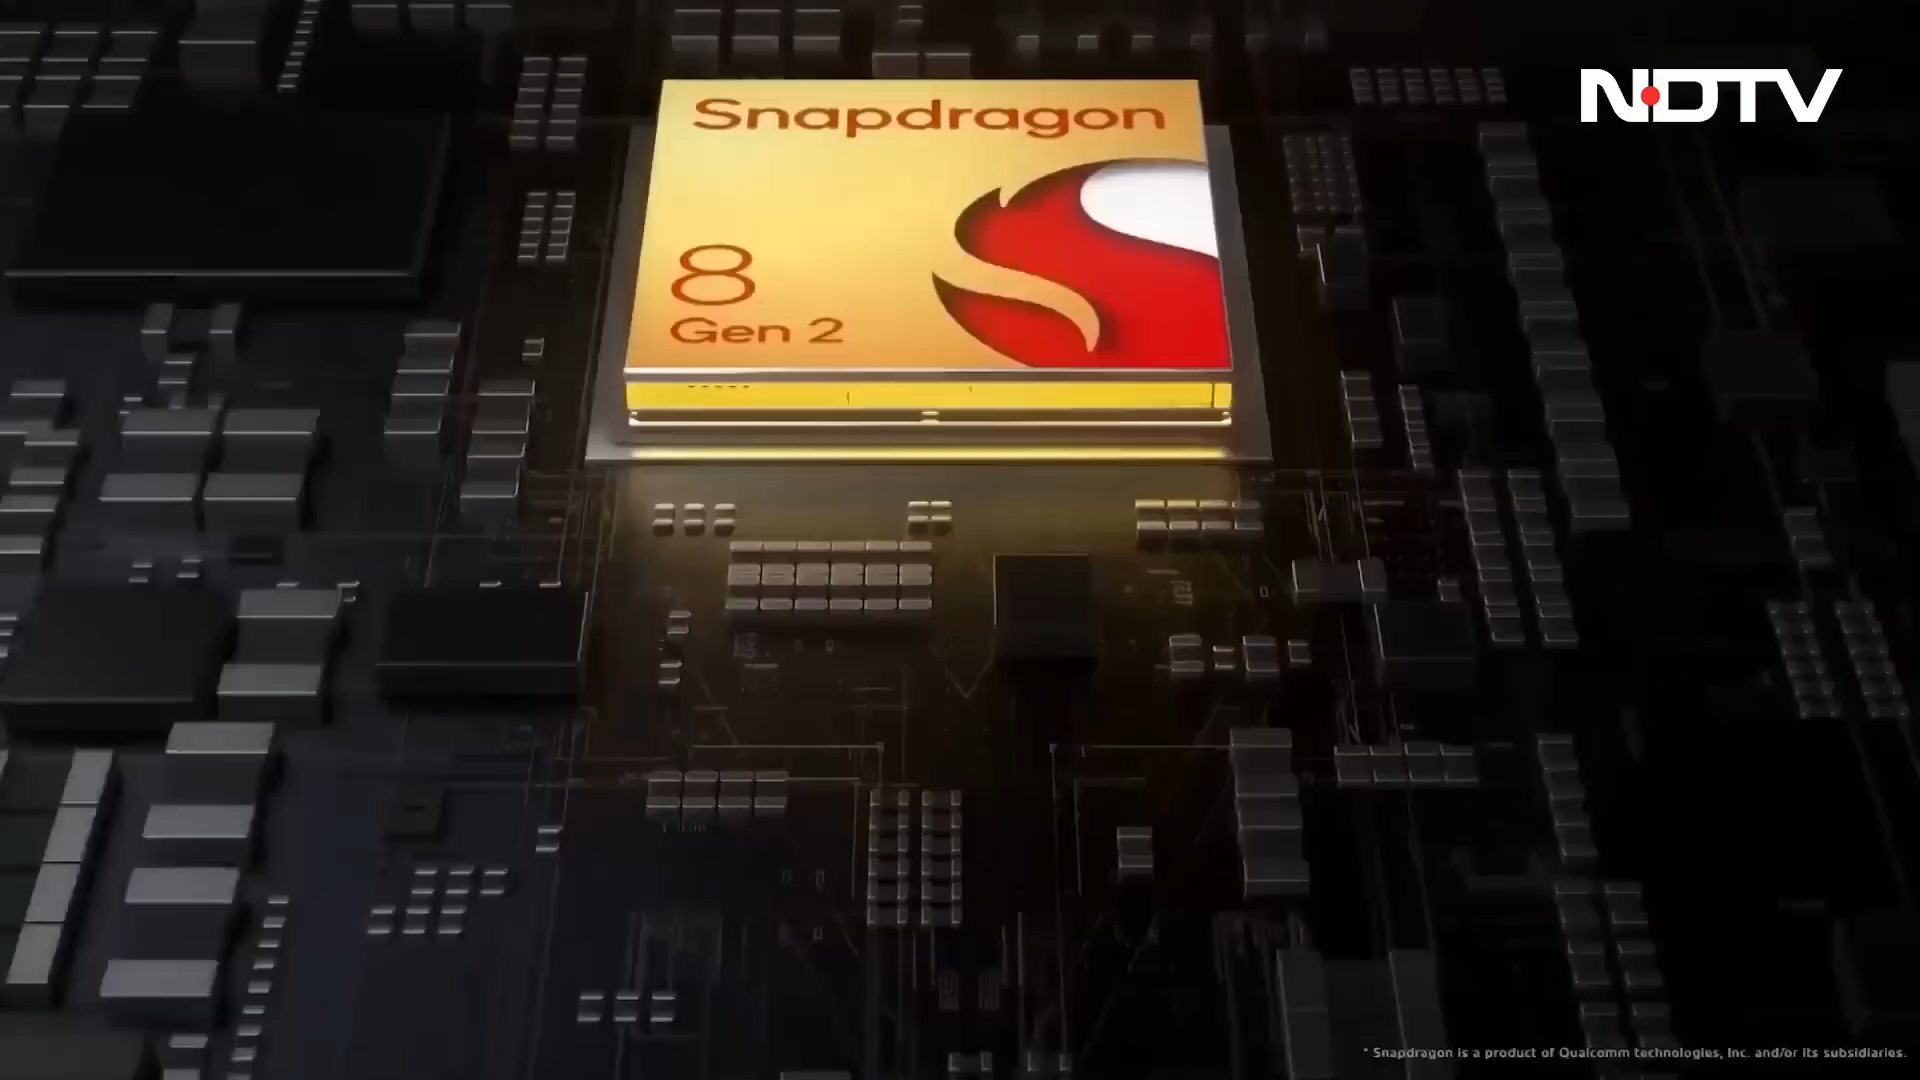 NDTV
Snapdragon
8
Gen 2
* Snapdragon is a product of Qualcomm technologies, Inc. and/or its subsidiaries.